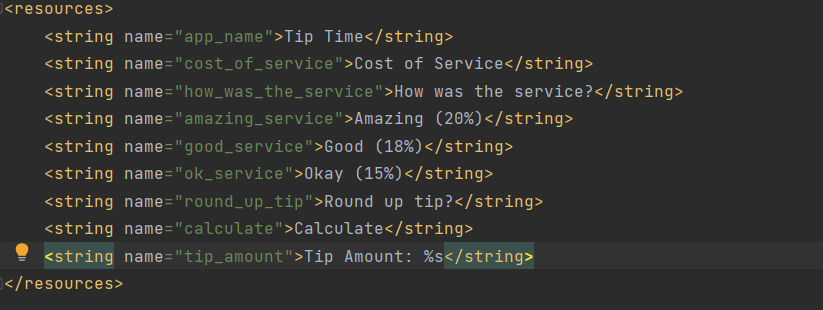 <resources>
<string name="app_name">Tip Time</string>
<string name="cost_of_service">Cost of Service</string>
<string name="how_was_the_service">How was the service?</string>
<string name="amazing_service">Amazing (20%)</string>
<string name="good_service">Good (18%)</string>
<string name="ok_service">Okay (15%)</string>
<string name="round_up_tip">Round up tip?</string>
<string name="calculate">Calculate</string>
<string name="tip_amount">Tip Amount: %s</string>
</resources>